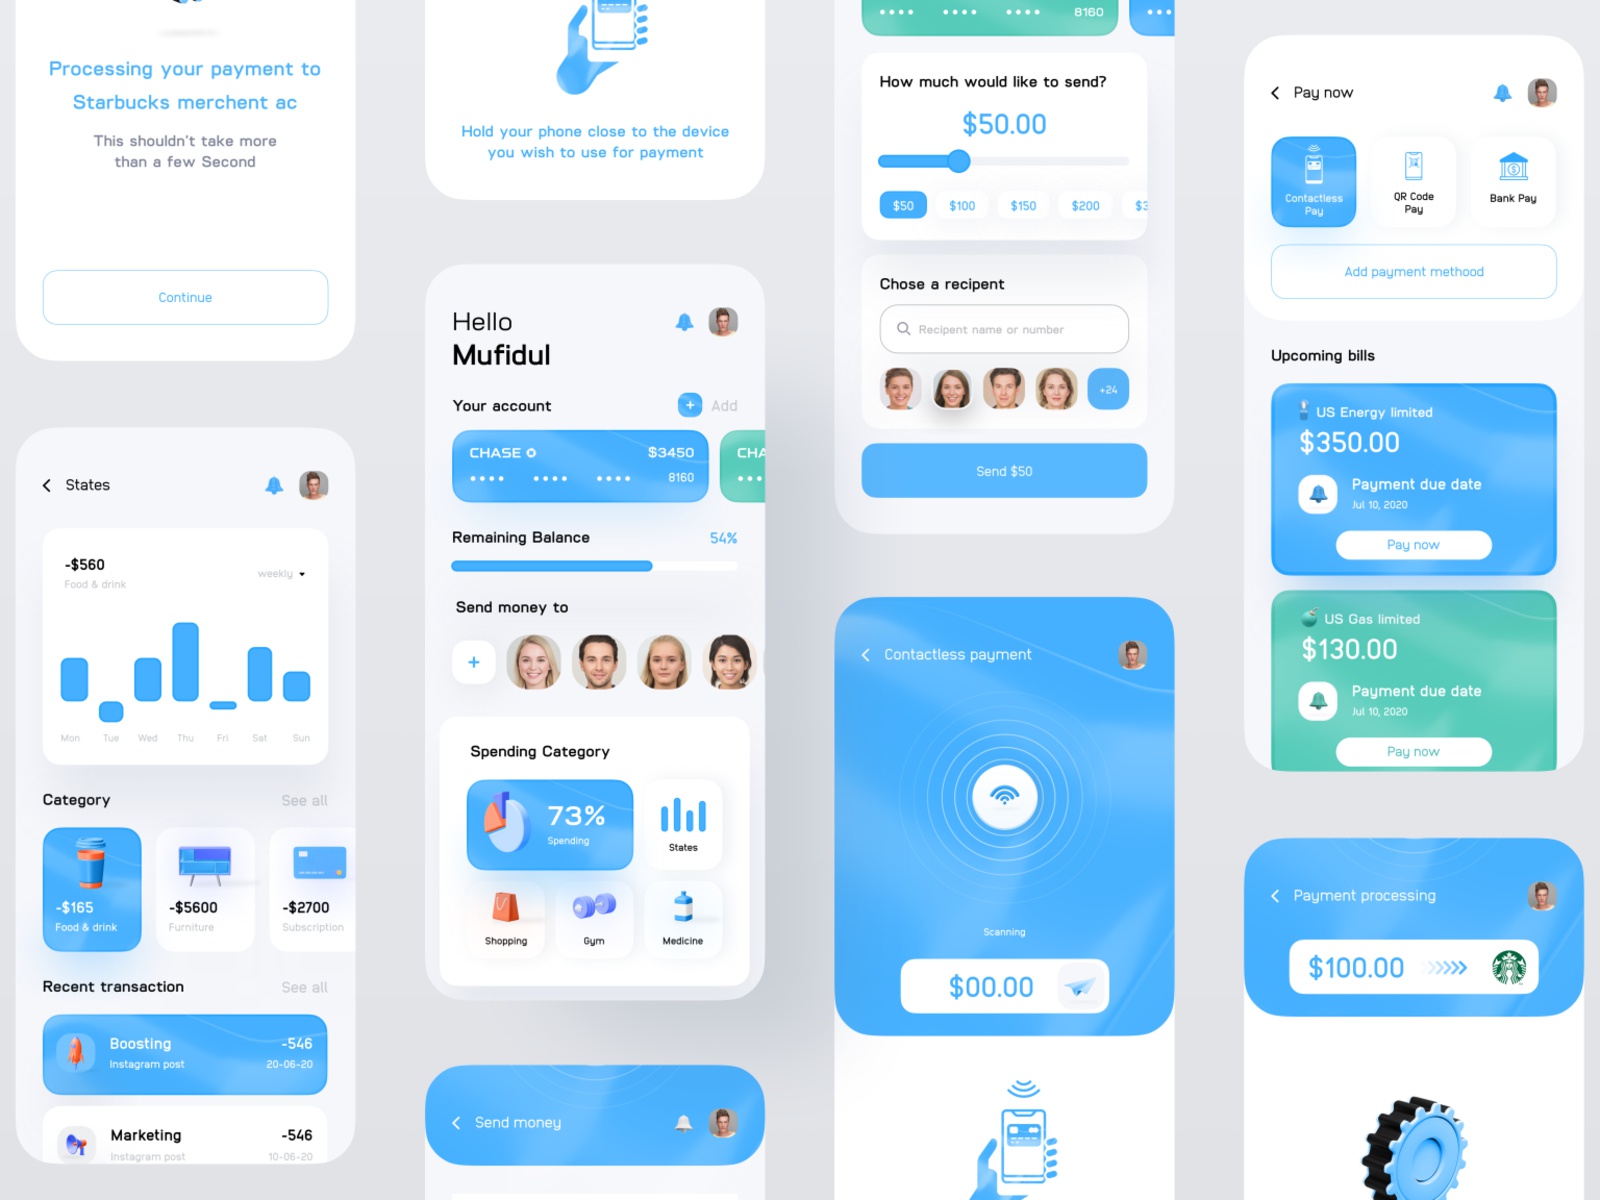 Processing your payment to
Starbucks merchent ac
This shouldn't take more
than a few Second
Continue
States
-$560
Food & drink
weekly
Mon Tue Wed Thu Fri Sat Sun
Category See all
-$165
Food & drink
-$5600
Furniture
-$2700
Subscription
Recent transaction See all
Boosting -546
Instagram post 20-06-20
Marketing -546
Instagram post 10-06-20
Hold your phone close to the device
you wish to use for payment
Hello
Mufidul
Your account
Add
CHASE $3450
8160
CHA
Remaining Balance 54%
Send money to
Spending Category
73%
Spending
States
Shopping
Gym
Medicine
Send money
8160
How much would like to send?
$50.00
$50 $100 $150 $200 $3
Chose a recipent
Recipent name or number
+24
Send $50
Contactless payment
Scanning
$00.00
Pay now
Contactless
Pay
QR Code
Pay
Bank Pay
Add payment methood
Upcoming bills
US Energy limited
$350.00
Payment due date
Jul 10, 2020
Pay now
US Gas limited
$130.00
Payment due date
Jul 10, 2020
Pay now
Payment processing
$100.00